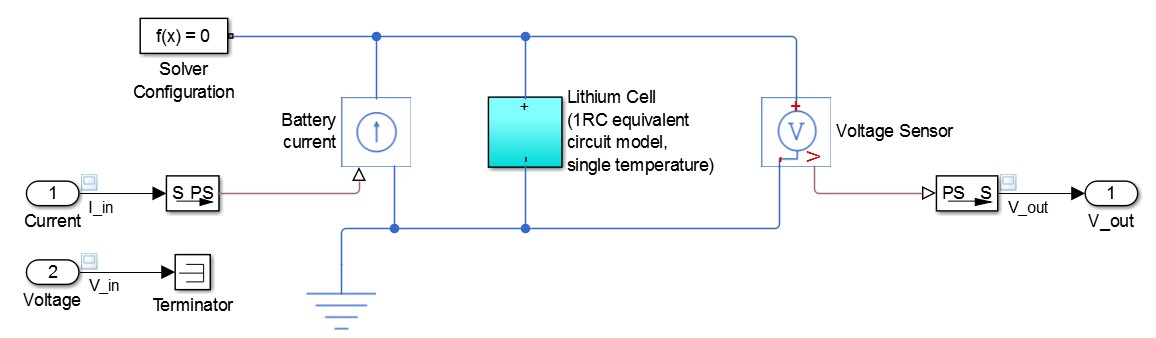 f(x) = 0
Solver
Configuration
Battery
current
+
-
Lithium Cell
(1RC equivalent
circuit model,
single temperature)
+
V
-
V
Voltage Sensor
1
Current
I_in
S PS
PS S
V_out
1
V_out
2
Voltage
V_in
Terminator